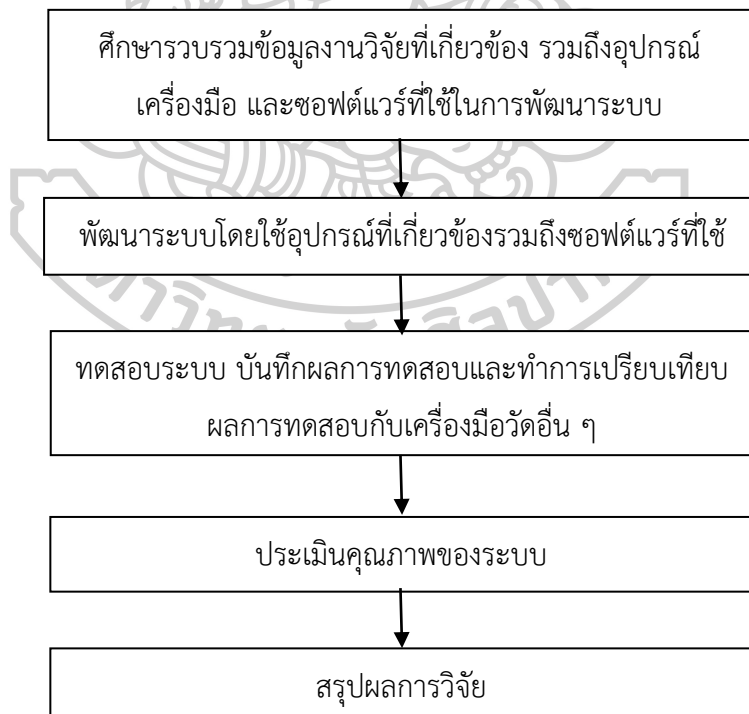 ศึกษารวบรวมข้อมูลงานวิจัยที่เกี่ยวข้อง รวมถึงอุปกรณ์
เครื่องมือ และซอฟต์แวร์ที่ใช้ในการพัฒนาระบบ
พัฒนาระบบโดยใช้อุปกรณ์ที่เกี่ยวข้องรวมถึงซอฟต์แวร์ที่ใช้
ทดสอบระบบ บันทึกผลการทดสอบและทำการเปรียบเทียบ
ผลการทดสอบกับเครื่องมือวัดอื่น ๆ
ประเมินคุณภาพของระบบ
สรุปผลการวิจัย